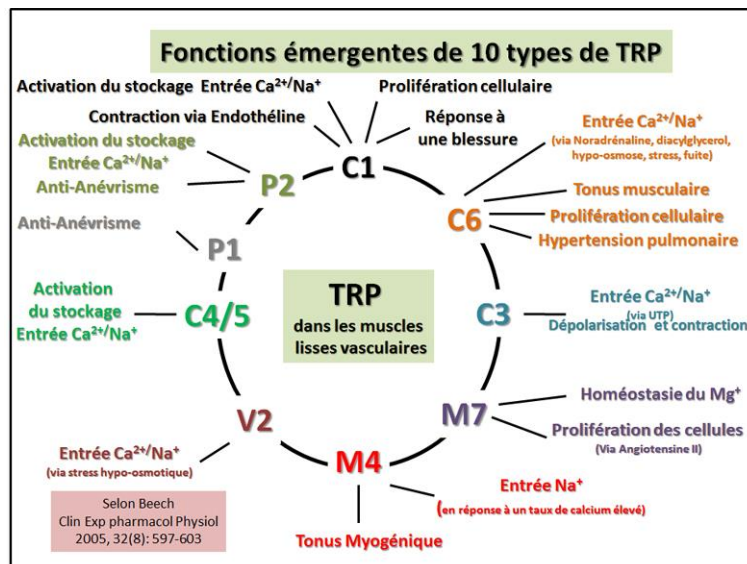 Fonctions émergentes de 10 types de TRP
Activation du stockage Entrée Ca²⁺/Na⁺
Prolifération cellulaire
Contraction via Endothéline
Réponse à
une blessure
C1
Entrée Ca²⁺/Na⁺
(via Noradrénaline, diacylglycerol,
hypo-osmose, stress, fuite)
Tonus musculaire
Prolifération cellulaire
Hypertension pulmonaire
C6
Entrée Ca²⁺/Na⁺
(via UTP)
Dépolarisation et contraction
C3
Homéostasie du Mg⁺
Prolifération des cellules
(Via Angiotensine II)
M7
Entrée Na⁺
(en réponse à un taux de calcium élevé)
Tonus Myogénique
M4
Entrée Ca²⁺/Na⁺
(via stress hypo-osmotique)
V2
Activation
du stockage
Entrée Ca²⁺/Na⁺
C4/5
Anti-Anévrisme
P1
Activation du stockage
Entrée Ca²⁺/Na⁺
Anti-Anévrisme
P2
TRP
dans les muscles
lisses vasculaires
Selon Beech
Clin Exp pharmacol Physiol
2005, 32(8): 597-603